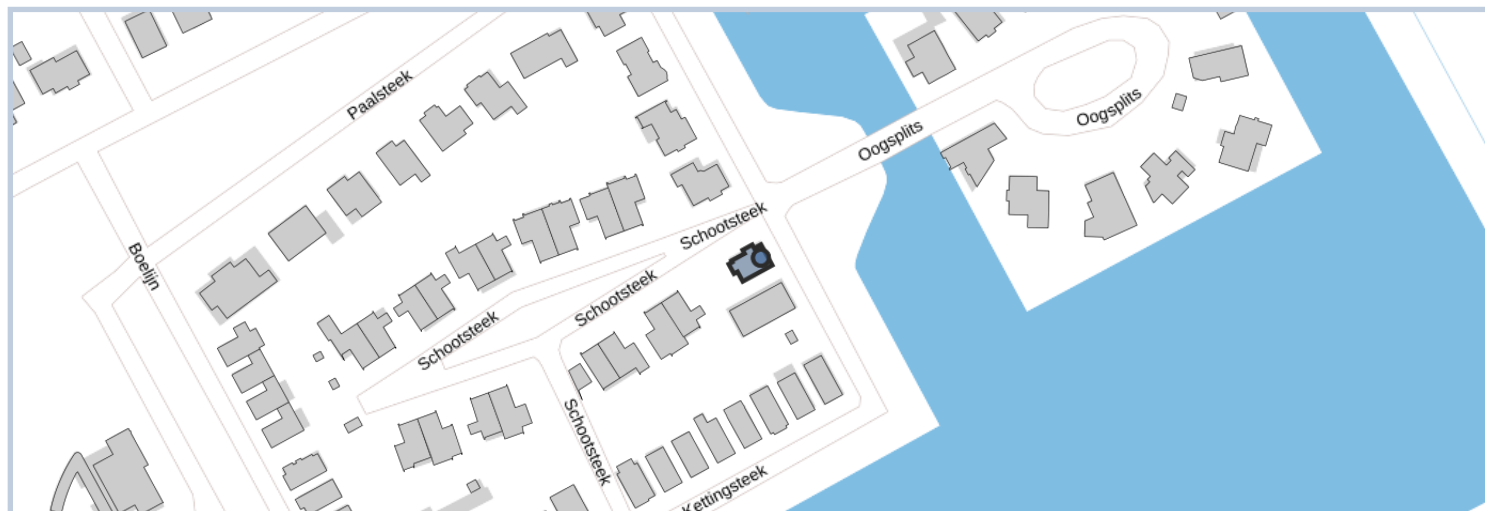 Paalsteek
Oogsplits
Oogsplits
Schootsteek
Boelijn
Schootsteek
Schootsteek
Schootsteek
Kettingsteek